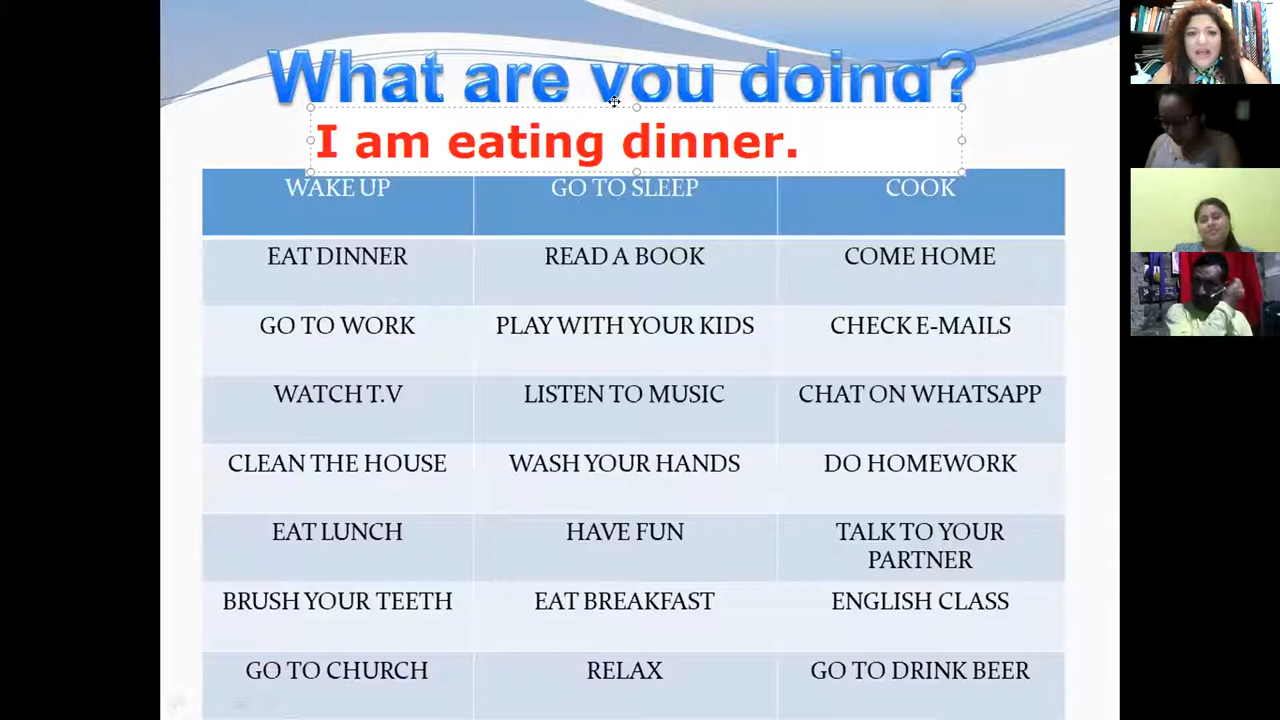 What are you doing?
I am eating dinner.
WAKE UP GO TO SLEEP COOK
EAT DINNER READ A BOOK COME HOME
GO TO WORK PLAY WITH YOUR KIDS CHECK E-MAILS
WATCH T.V LISTEN TO MUSIC CHAT ON WHATSAPP
CLEAN THE HOUSE WASH YOUR HANDS DO HOMEWORK
EAT LUNCH HAVE FUN TALK TO YOUR
PARTNER
BRUSH YOUR TEETH EAT BREAKFAST ENGLISH CLASS
GO TO CHURCH RELAX GO TO DRINK BEER